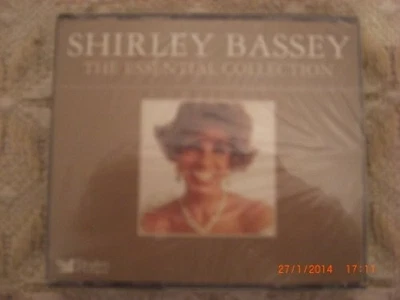 SHIRLEY BASSEY
THE ESSENTIAL COLLECTION
27/1/2014 17:11